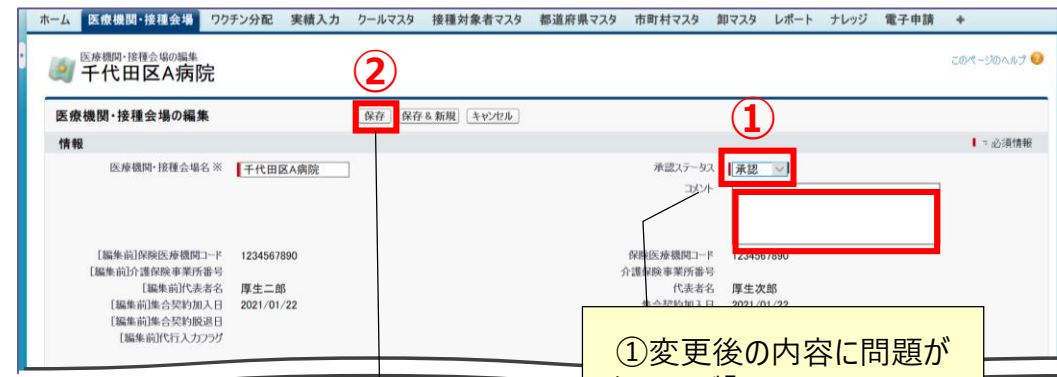 ホーム 医療機関・接種会場 ワクチン分配 実績入力 クールマスタ 接種対象者マスタ 都道府県マスタ 市町村マスタ 卸マスタ レポート ナレッジ 電子申請 +
医療機関・接種会場の編集
千代田区A病院
このページのヘルプ
②
医療機関・接種会場の編集 保存 保存 & 新規 キャンセル
①
情報 = 必須情報
医療機関・接種会場名 ※ 千代田区A病院 承認ステータス 承認
コメント
[編集前]保険医療機関コード 1234567890 保険医療機関コード 1234567890
[編集前]介護保険事業所番号 介護保険事業所番号
[編集前]代表者名 厚生二郎 代表者名 厚生次郎
[編集前]集合契約加入日 2021/01/22 集合契約加入日 2021/01/22
[編集前]集合契約脱退日
[編集前]代行入力フラグ
①変更後の内容に問題が